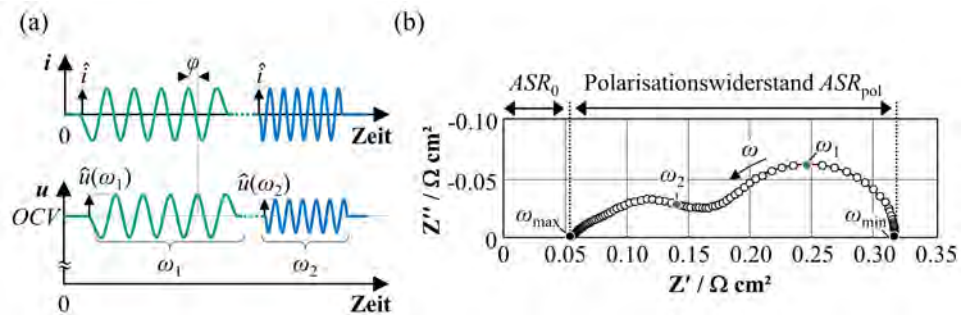 (a)
i
î
φ
î
0
Zeit
u
û(ω1)
û(ω2)
OCV
ω1
ω2
0
Zeit
(b)
ASR0
Polarisationswiderstand ASRpol
-0.10
-0.05
0
Z'' / Ω cm²
ωmax
ω2
ω
ω1
ωmin
0
0.05
0.10
0.15
0.20
0.25
0.30
0.35
Z' / Ω cm²